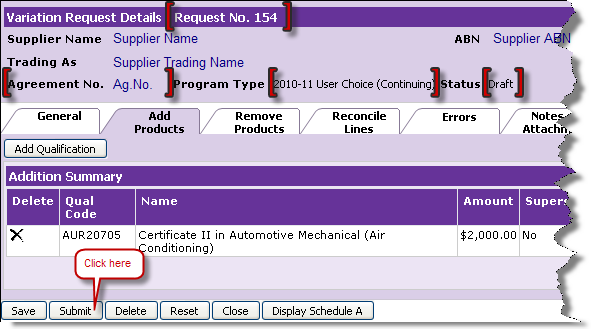 Variation Request Details Request No. 154
Supplier Name Supplier Name ABN Supplier ABN
Trading As Supplier Trading Name
Agreement No. Ag.No. Program Type 2010-11 User Choice (Continuing) Status Draft
General Add Products Remove Products Reconcile Lines Errors Notes
Add Qualification
Addition Summary
Delete Qual Code Name Amount
AUR20705 Certificate II in Automotive Mechanical (Air Conditioning) $2,000.00 No
Click here
Save Submit Delete Reset Close Display Schedule A